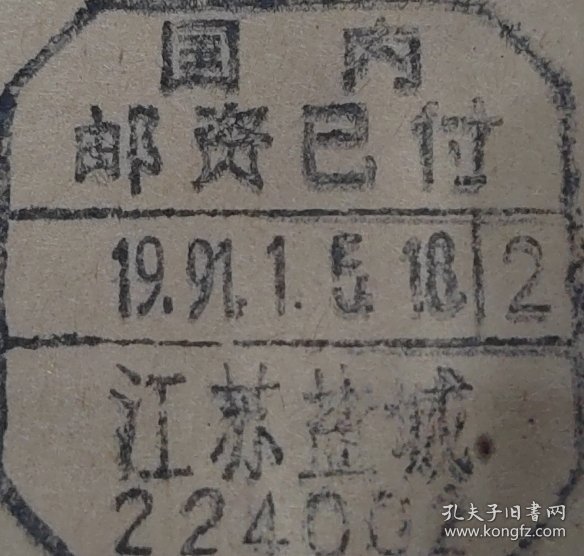 国内
邮资已付
19.91.1.5.18 2
江苏盐城
22400
孔夫子旧书网
www.kongfz.com